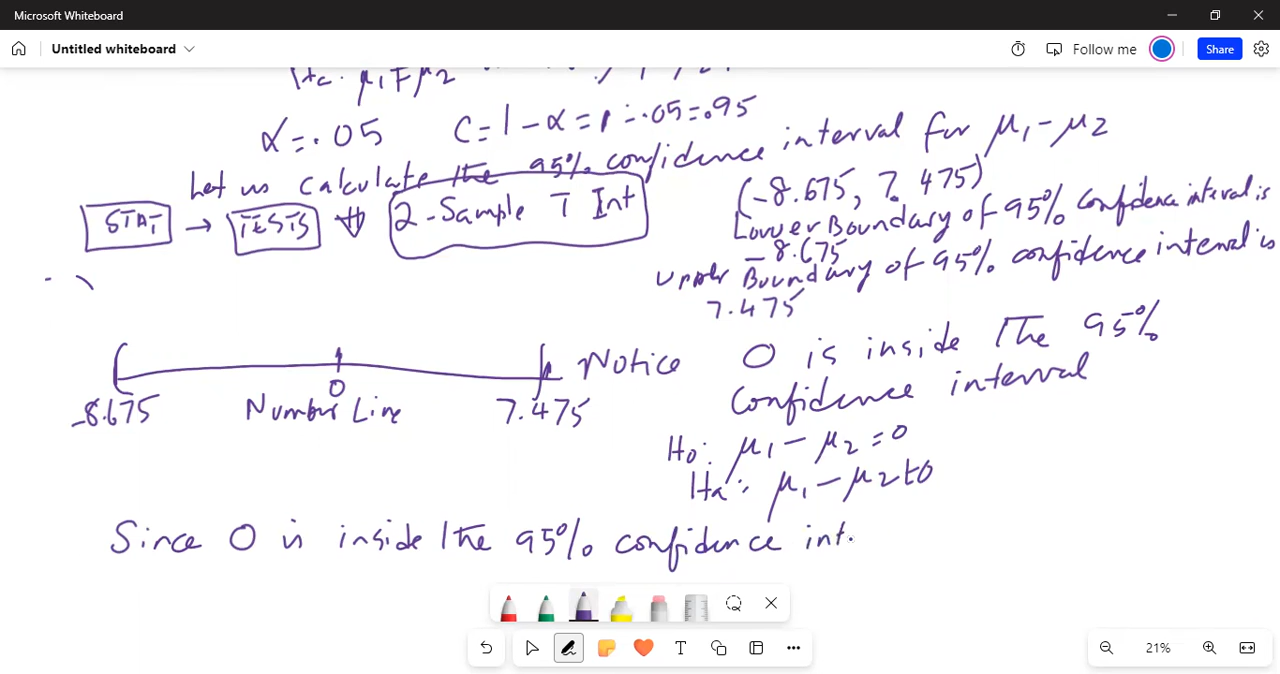 Microsoft Whiteboard
Untitled whiteboard
Follow me
Share
μ1 ≠ μ2
α = .05 C = 1 - α = 1 - .05 = .95
Let us calculate the 95% confidence interval for μ1 - μ2
STAT → TESTS 2-Sample T Int
(-8.675, 7.475)
Lower Boundary of 95% confidence interval is
-8.675
Upper Boundary of 95% confidence interval is
7.475
-8.675 0 7.475
Number Line
Notice 0 is inside the 95%
confidence interval
Ho: μ1 - μ2 = 0
Ha: μ1 - μ2 ≠ 0
Since 0 is inside the 95% confidence int
21%